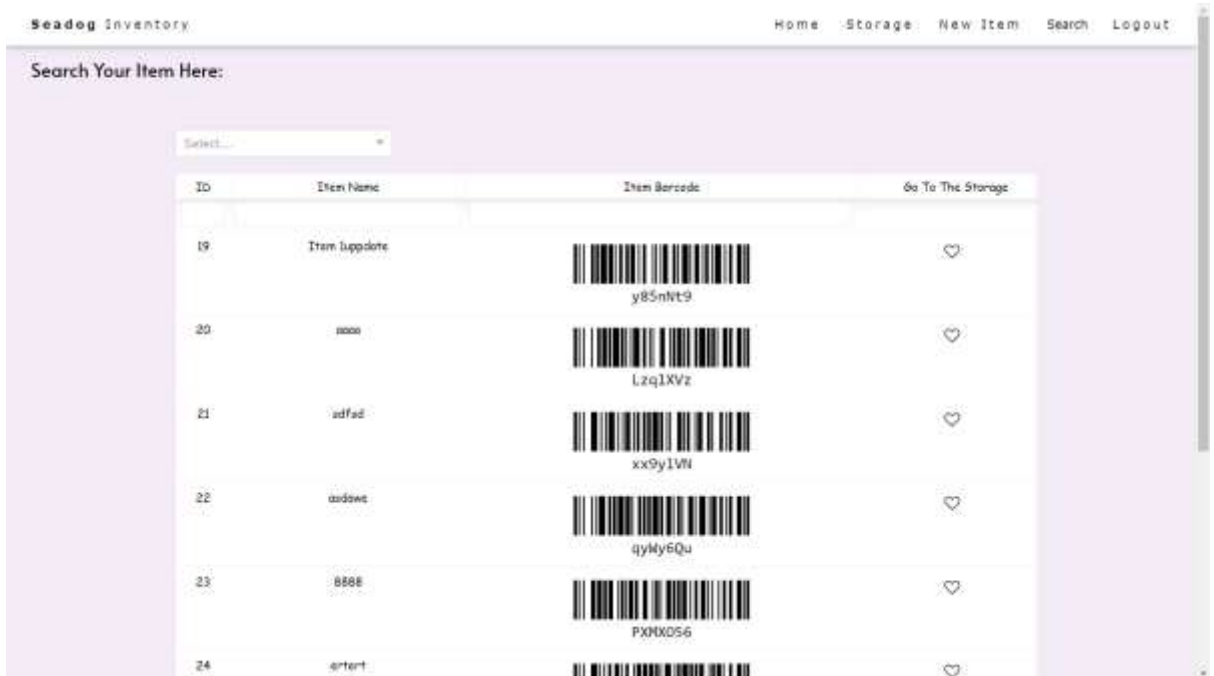 Seadog Inventory
Home Storage New Item Search Logout
Search Your Item Here:
Select...
ID Item Name Item Barcode Go To The Storage
19 Item 1uppdate
y85nNt9
20 aaaa
Lzq1XVz
21 sdfsd
xx9y1VN
22 asdawe
qyWy6Qu
23 8888
PXMXO56
24 ertert